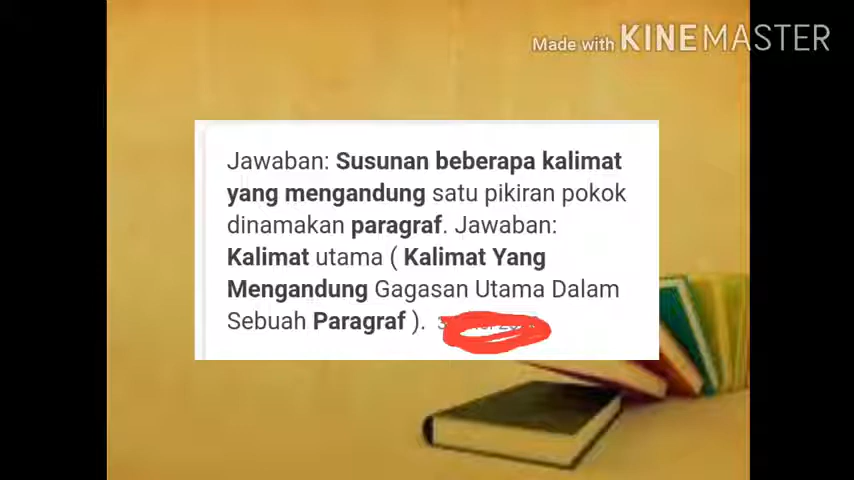 Made with KINEMASTER
Jawaban: Susunan beberapa kalimat
yang mengandung satu pikiran pokok
dinamakan paragraf. Jawaban:
Kalimat utama ( Kalimat Yang
Mengandung Gagasan Utama Dalam
Sebuah Paragraf ).